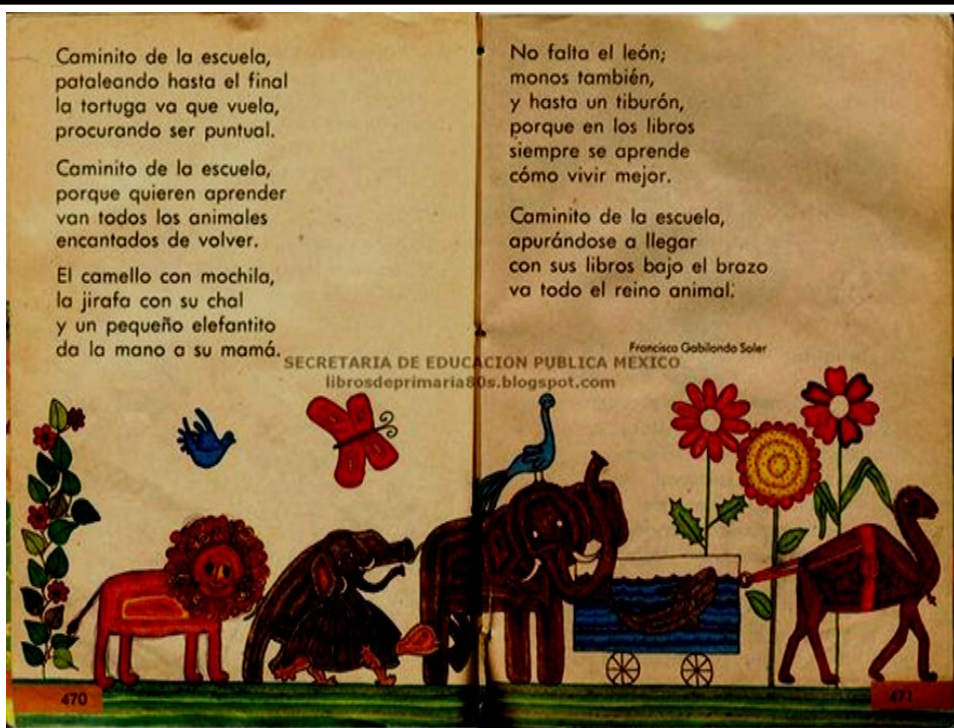 Caminito de la escuela,
pataleando hasta el final
la tortuga va que vuela,
procurando ser puntual.
Caminito de la escuela,
porque quieren aprender
van todos los animales
encantados de volver.
El camello con mochila,
la jirafa con su chal
y un pequeño elefantito
da la mano a su mamá.
No falta el león;
monos también,
y hasta un tiburón,
porque en los libros
siempre se aprende
cómo vivir mejor.
Caminito de la escuela,
apurándose a llegar
con sus libros bajo el brazo
va todo el reino animal.
Francisco Gabilondo Soler
SECRETARIA DE EDUCACION PUBLICA MEXICO
librosdeprimaria80s.blogspot.com
470
471